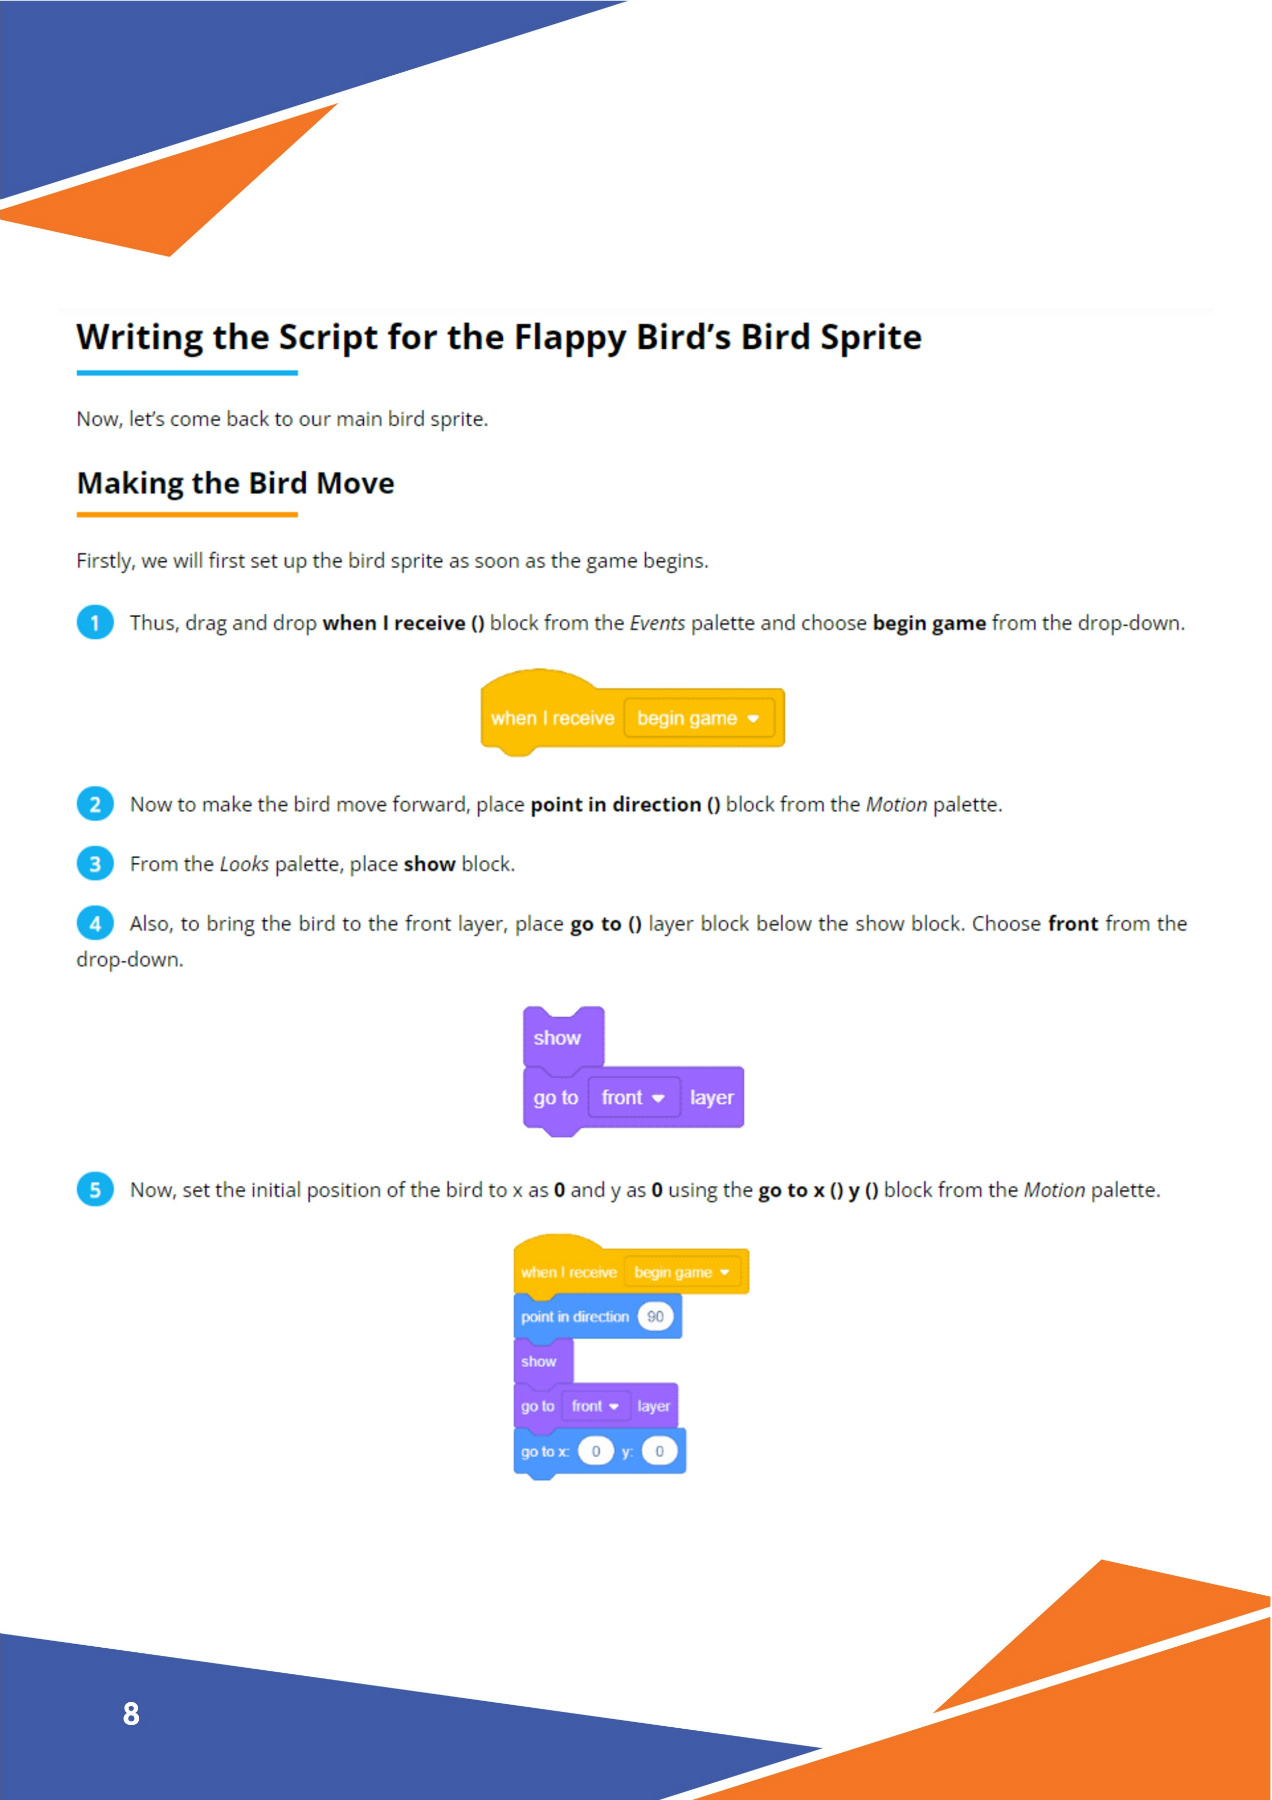 Writing the Script for the Flappy Bird’s Bird Sprite
Now, let’s come back to our main bird sprite.
Making the Bird Move
Firstly, we will first set up the bird sprite as soon as the game begins.
1 Thus, drag and drop when I receive () block from the Events palette and choose begin game from the drop-down.
when I receive begin game
2 Now to make the bird move forward, place point in direction () block from the Motion palette.
3 From the Looks palette, place show block.
4 Also, to bring the bird to the front layer, place go to () layer block below the show block. Choose front from the
drop-down.
show
go to front layer
5 Now, set the initial position of the bird to x as 0 and y as 0 using the go to x () y () block from the Motion palette.
when I receive begin game
point in direction 90
show
go to front layer
go to x: 0 y: 0
8